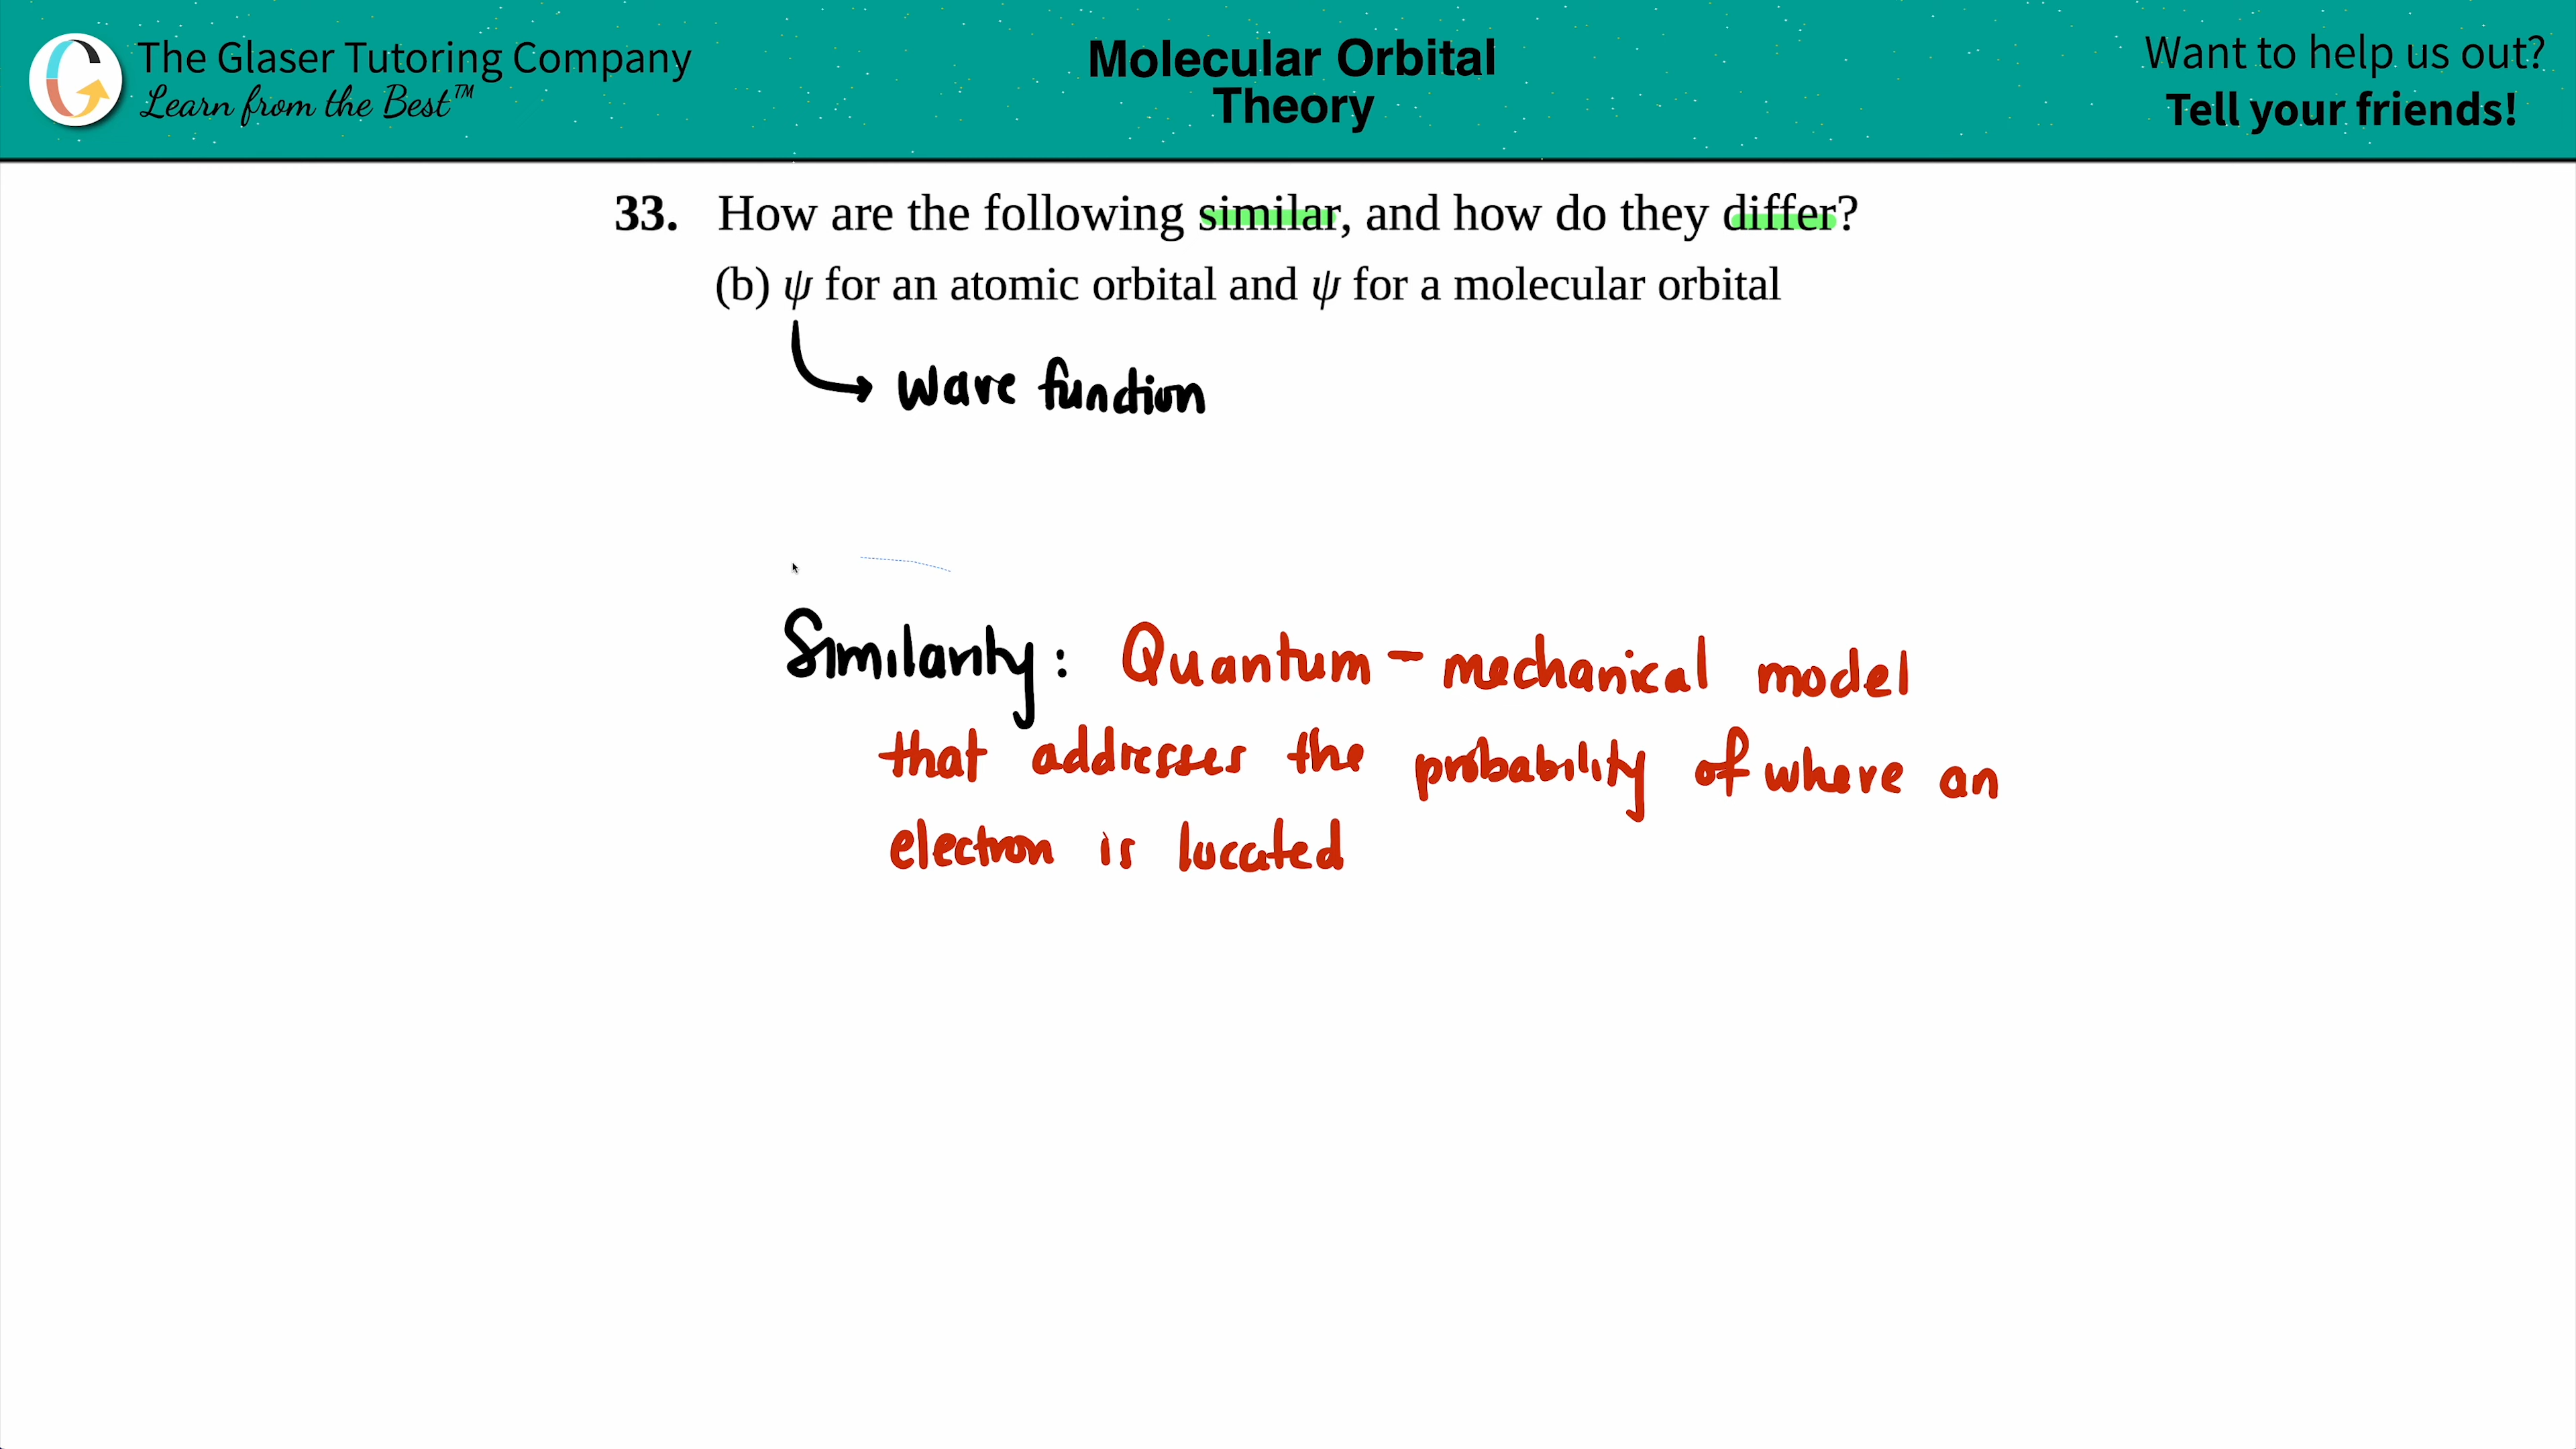 The Glaser Tutoring Company
Learn from the Best™
Molecular Orbital
Theory
Want to help us out?
Tell your friends!
33. How are the following similar, and how do they differ?
(b) ψ for an atomic orbital and ψ for a molecular orbital
Wave function
Similarity: Quantum - mechanical model
that addresses the probability of where an
electron is located